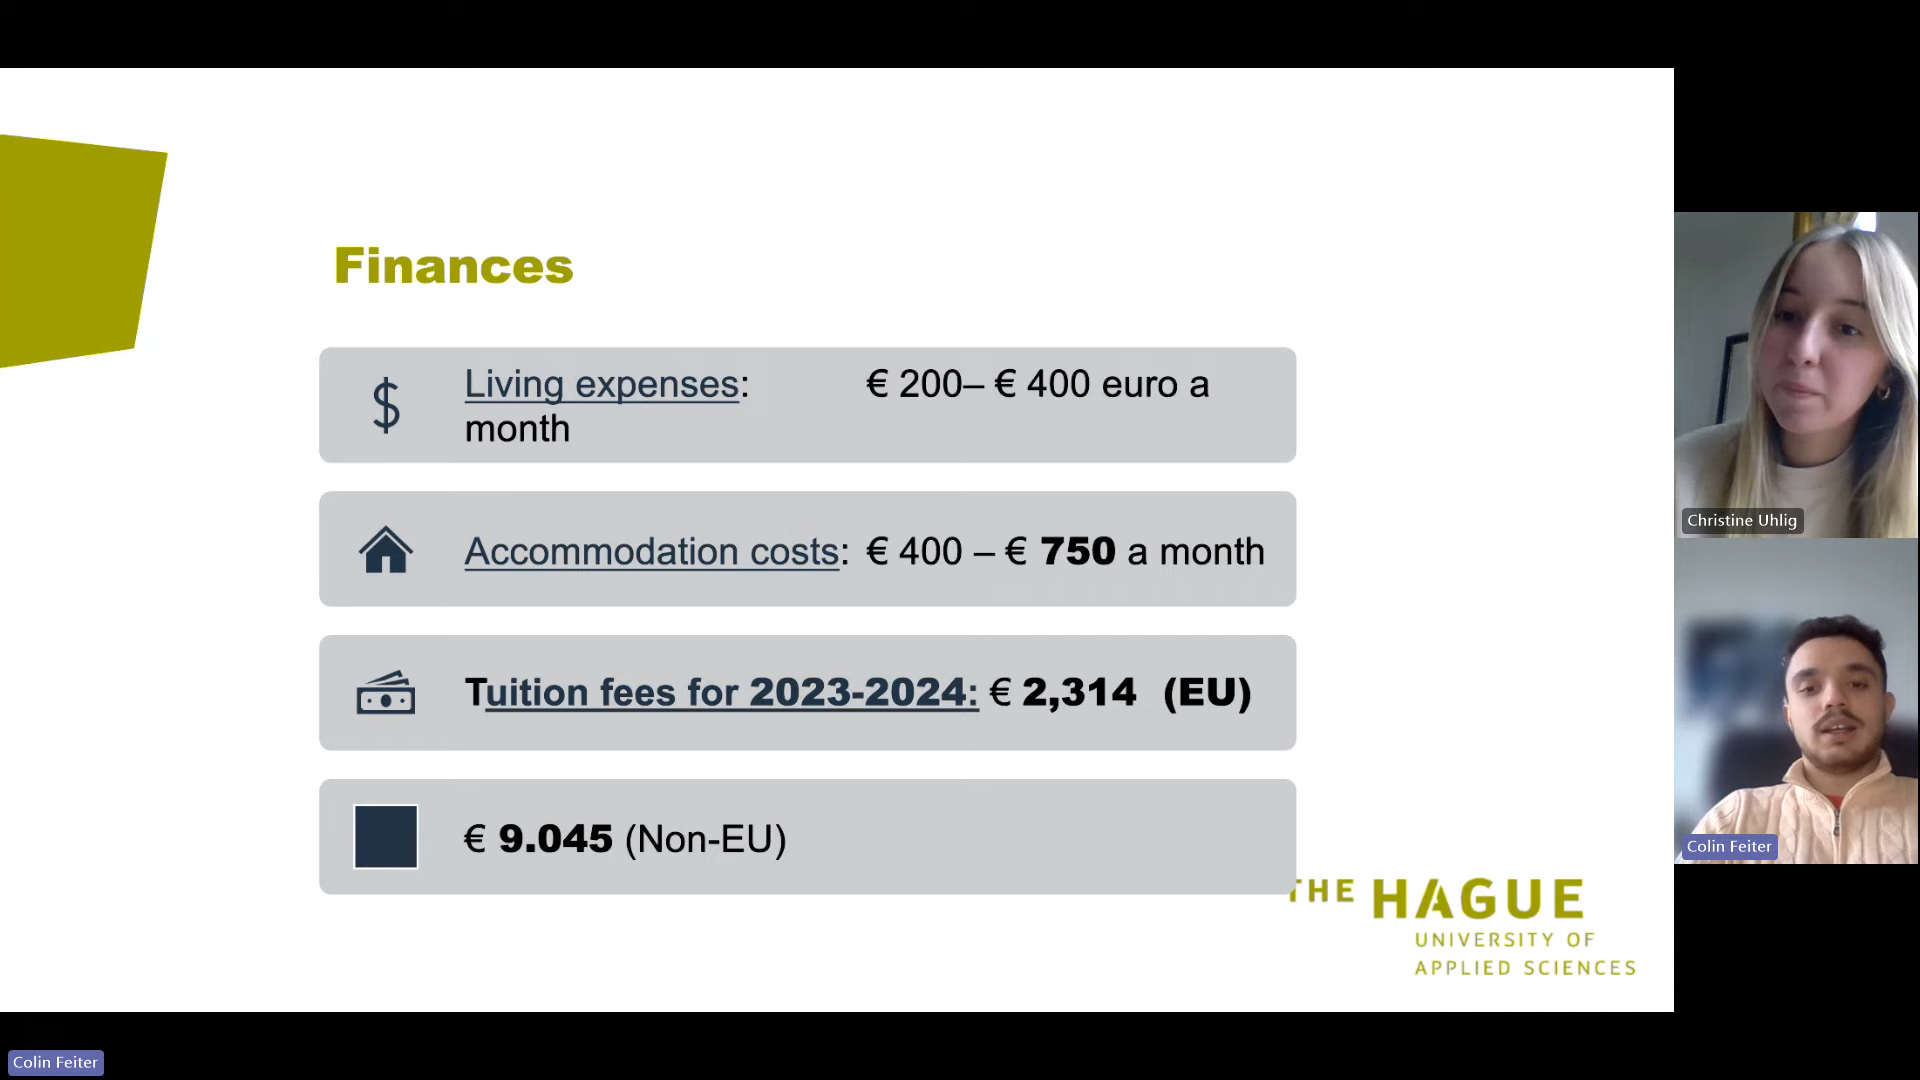 Finances
Living expenses: € 200– € 400 euro a
month
Accommodation costs: € 400 – € 750 a month
Tuition fees for 2023-2024: € 2,314 (EU)
€ 9.045 (Non-EU)
THE HAGUE
UNIVERSITY OF
APPLIED SCIENCES
Christine Uhlig
Colin Feiter
Colin Feiter